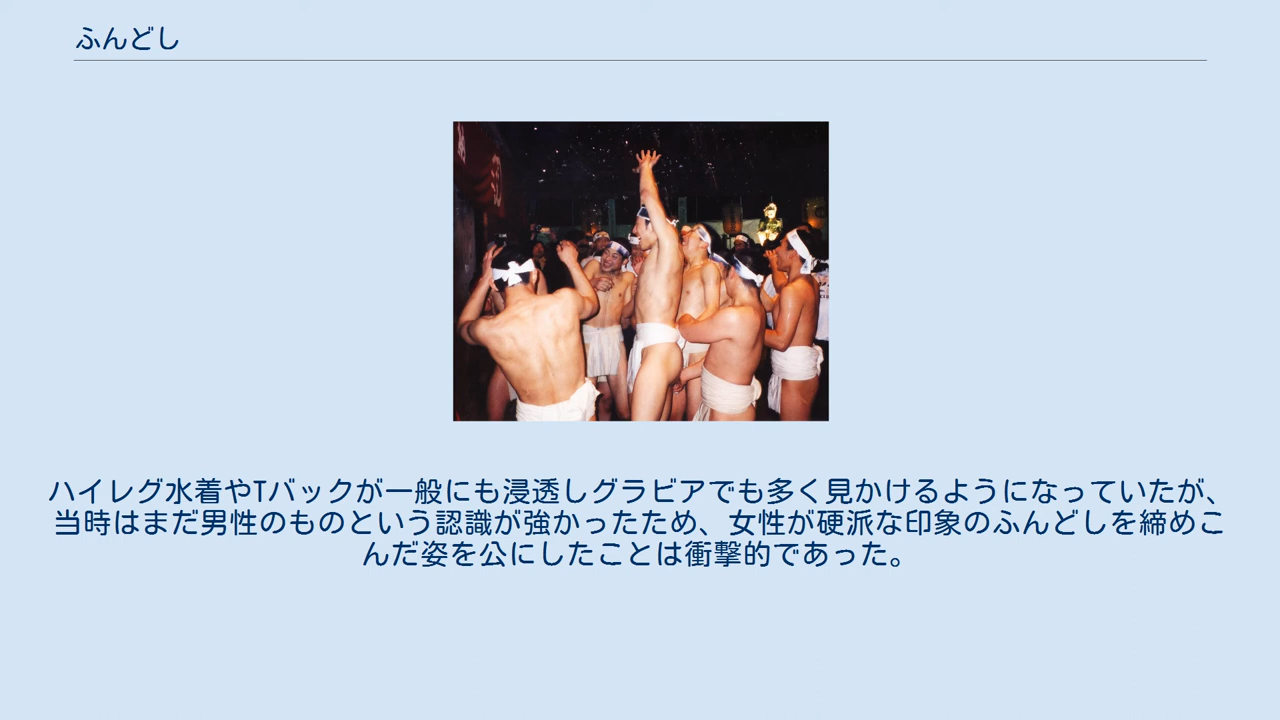 ふんどし
ハイレグ水着やTバックが一般にも浸透しグラビアでも多く見かけるようになっていたが、
当時はまだ男性のものという認識が強かったため、女性が硬派な印象のふんどしを締めこ
んだ姿を公にしたことは衝撃的であった。